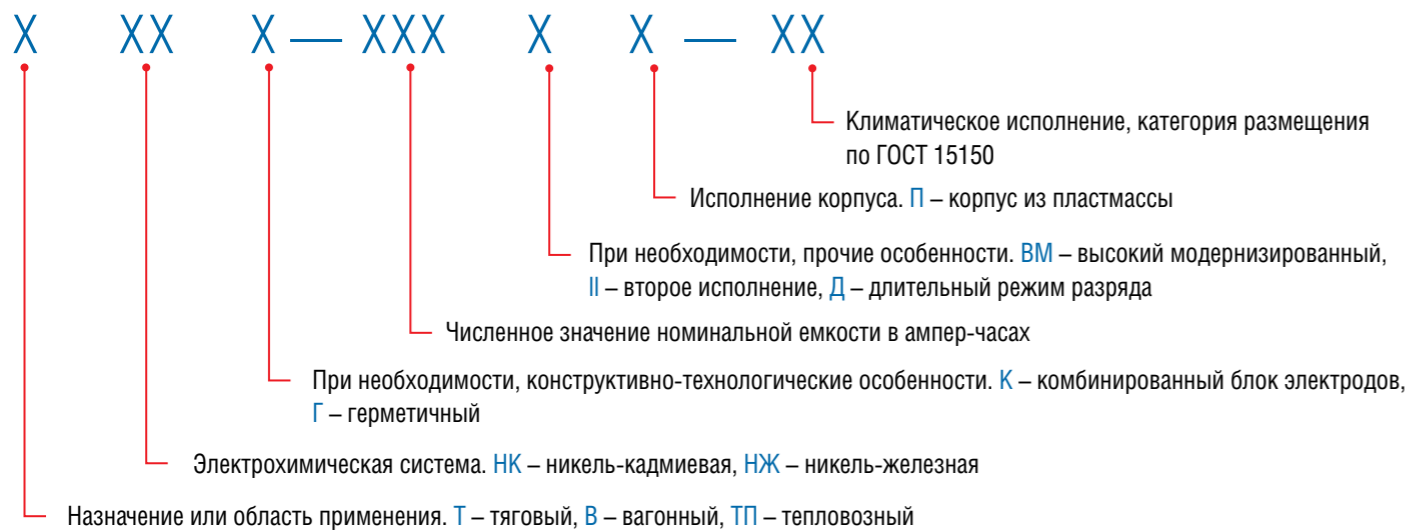 X XX X — XXX X X — XX
Климатическое исполнение, категория размещения
по ГОСТ 15150
Исполнение корпуса. П – корпус из пластмассы
При необходимости, прочие особенности. ВМ – высокий модернизированный,
II – второе исполнение, Д – длительный режим разряда
Численное значение номинальной емкости в ампер-часах
При необходимости, конструктивно-технологические особенности. К – комбинированный блок электродов,
Г – герметичный
Электрохимическая система. НК – никель-кадмиевая, НЖ – никель-железная
Назначение или область применения. Т – тяговый, В – вагонный, ТП – тепловозный